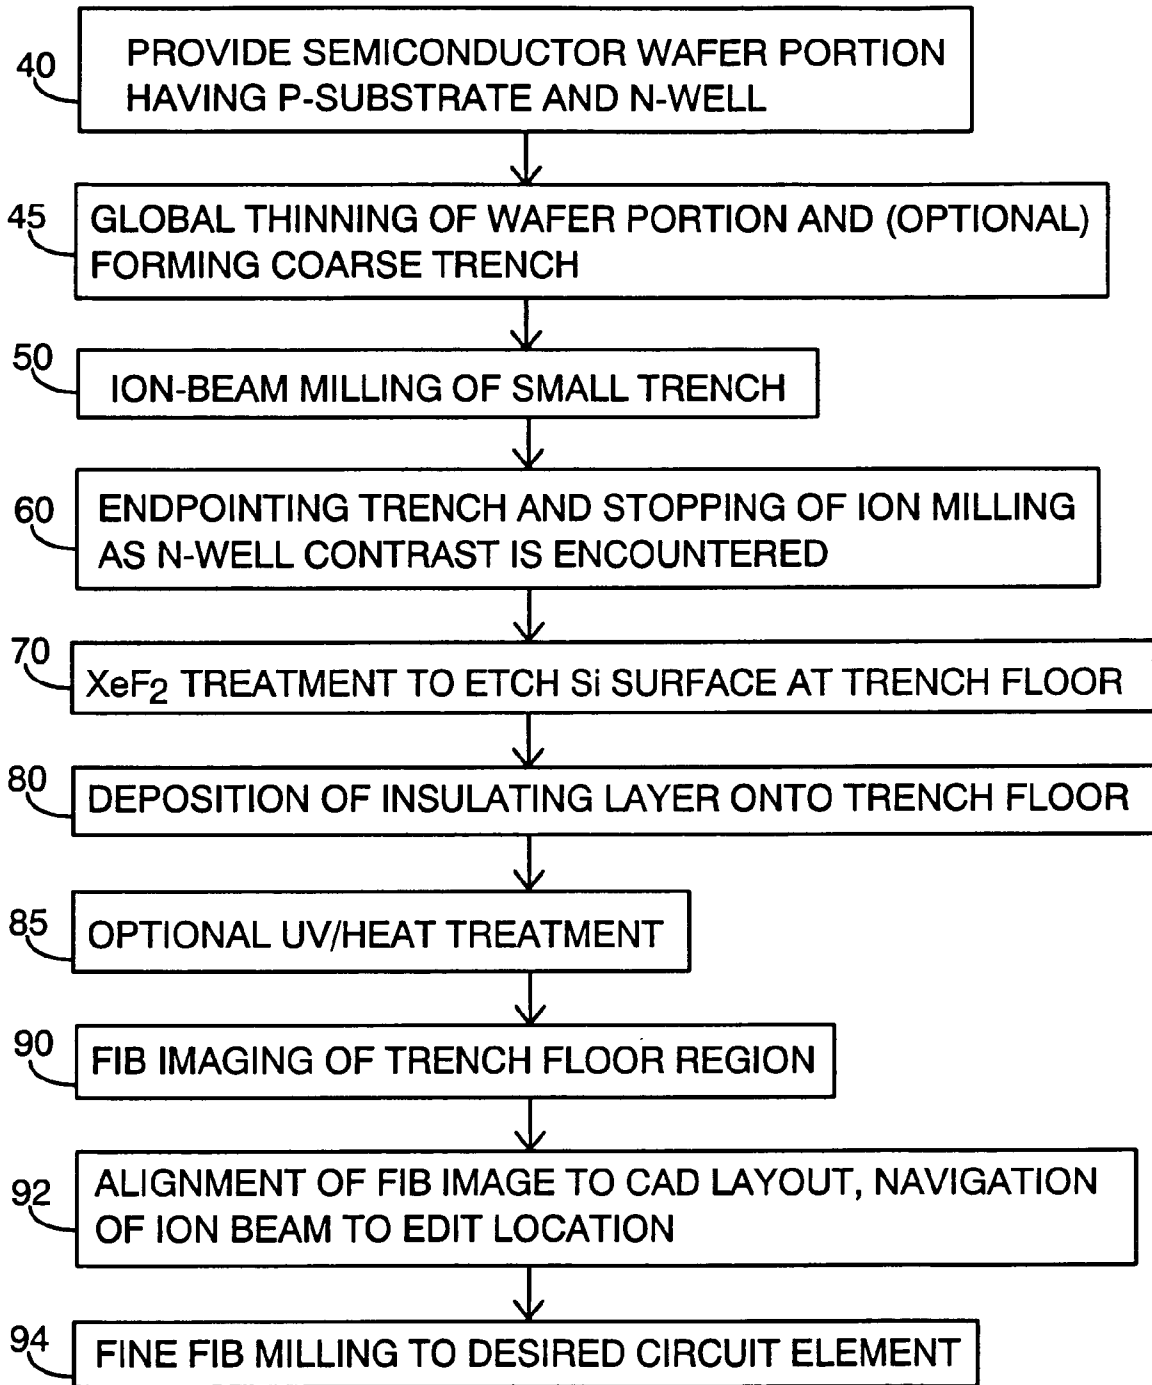 40
PROVIDE SEMICONDUCTOR WAFER PORTION
HAVING P-SUBSTRATE AND N-WELL
45
GLOBAL THINNING OF WAFER PORTION AND (OPTIONAL)
FORMING COARSE TRENCH
50
ION-BEAM MILLING OF SMALL TRENCH
60
ENDPOINTING TRENCH AND STOPPING OF ION MILLING
AS N-WELL CONTRAST IS ENCOUNTERED
70
XeF2 TREATMENT TO ETCH Si SURFACE AT TRENCH FLOOR
80
DEPOSITION OF INSULATING LAYER ONTO TRENCH FLOOR
85
OPTIONAL UV/HEAT TREATMENT
90
FIB IMAGING OF TRENCH FLOOR REGION
92
ALIGNMENT OF FIB IMAGE TO CAD LAYOUT, NAVIGATION
OF ION BEAM TO EDIT LOCATION
94
FINE FIB MILLING TO DESIRED CIRCUIT ELEMENT